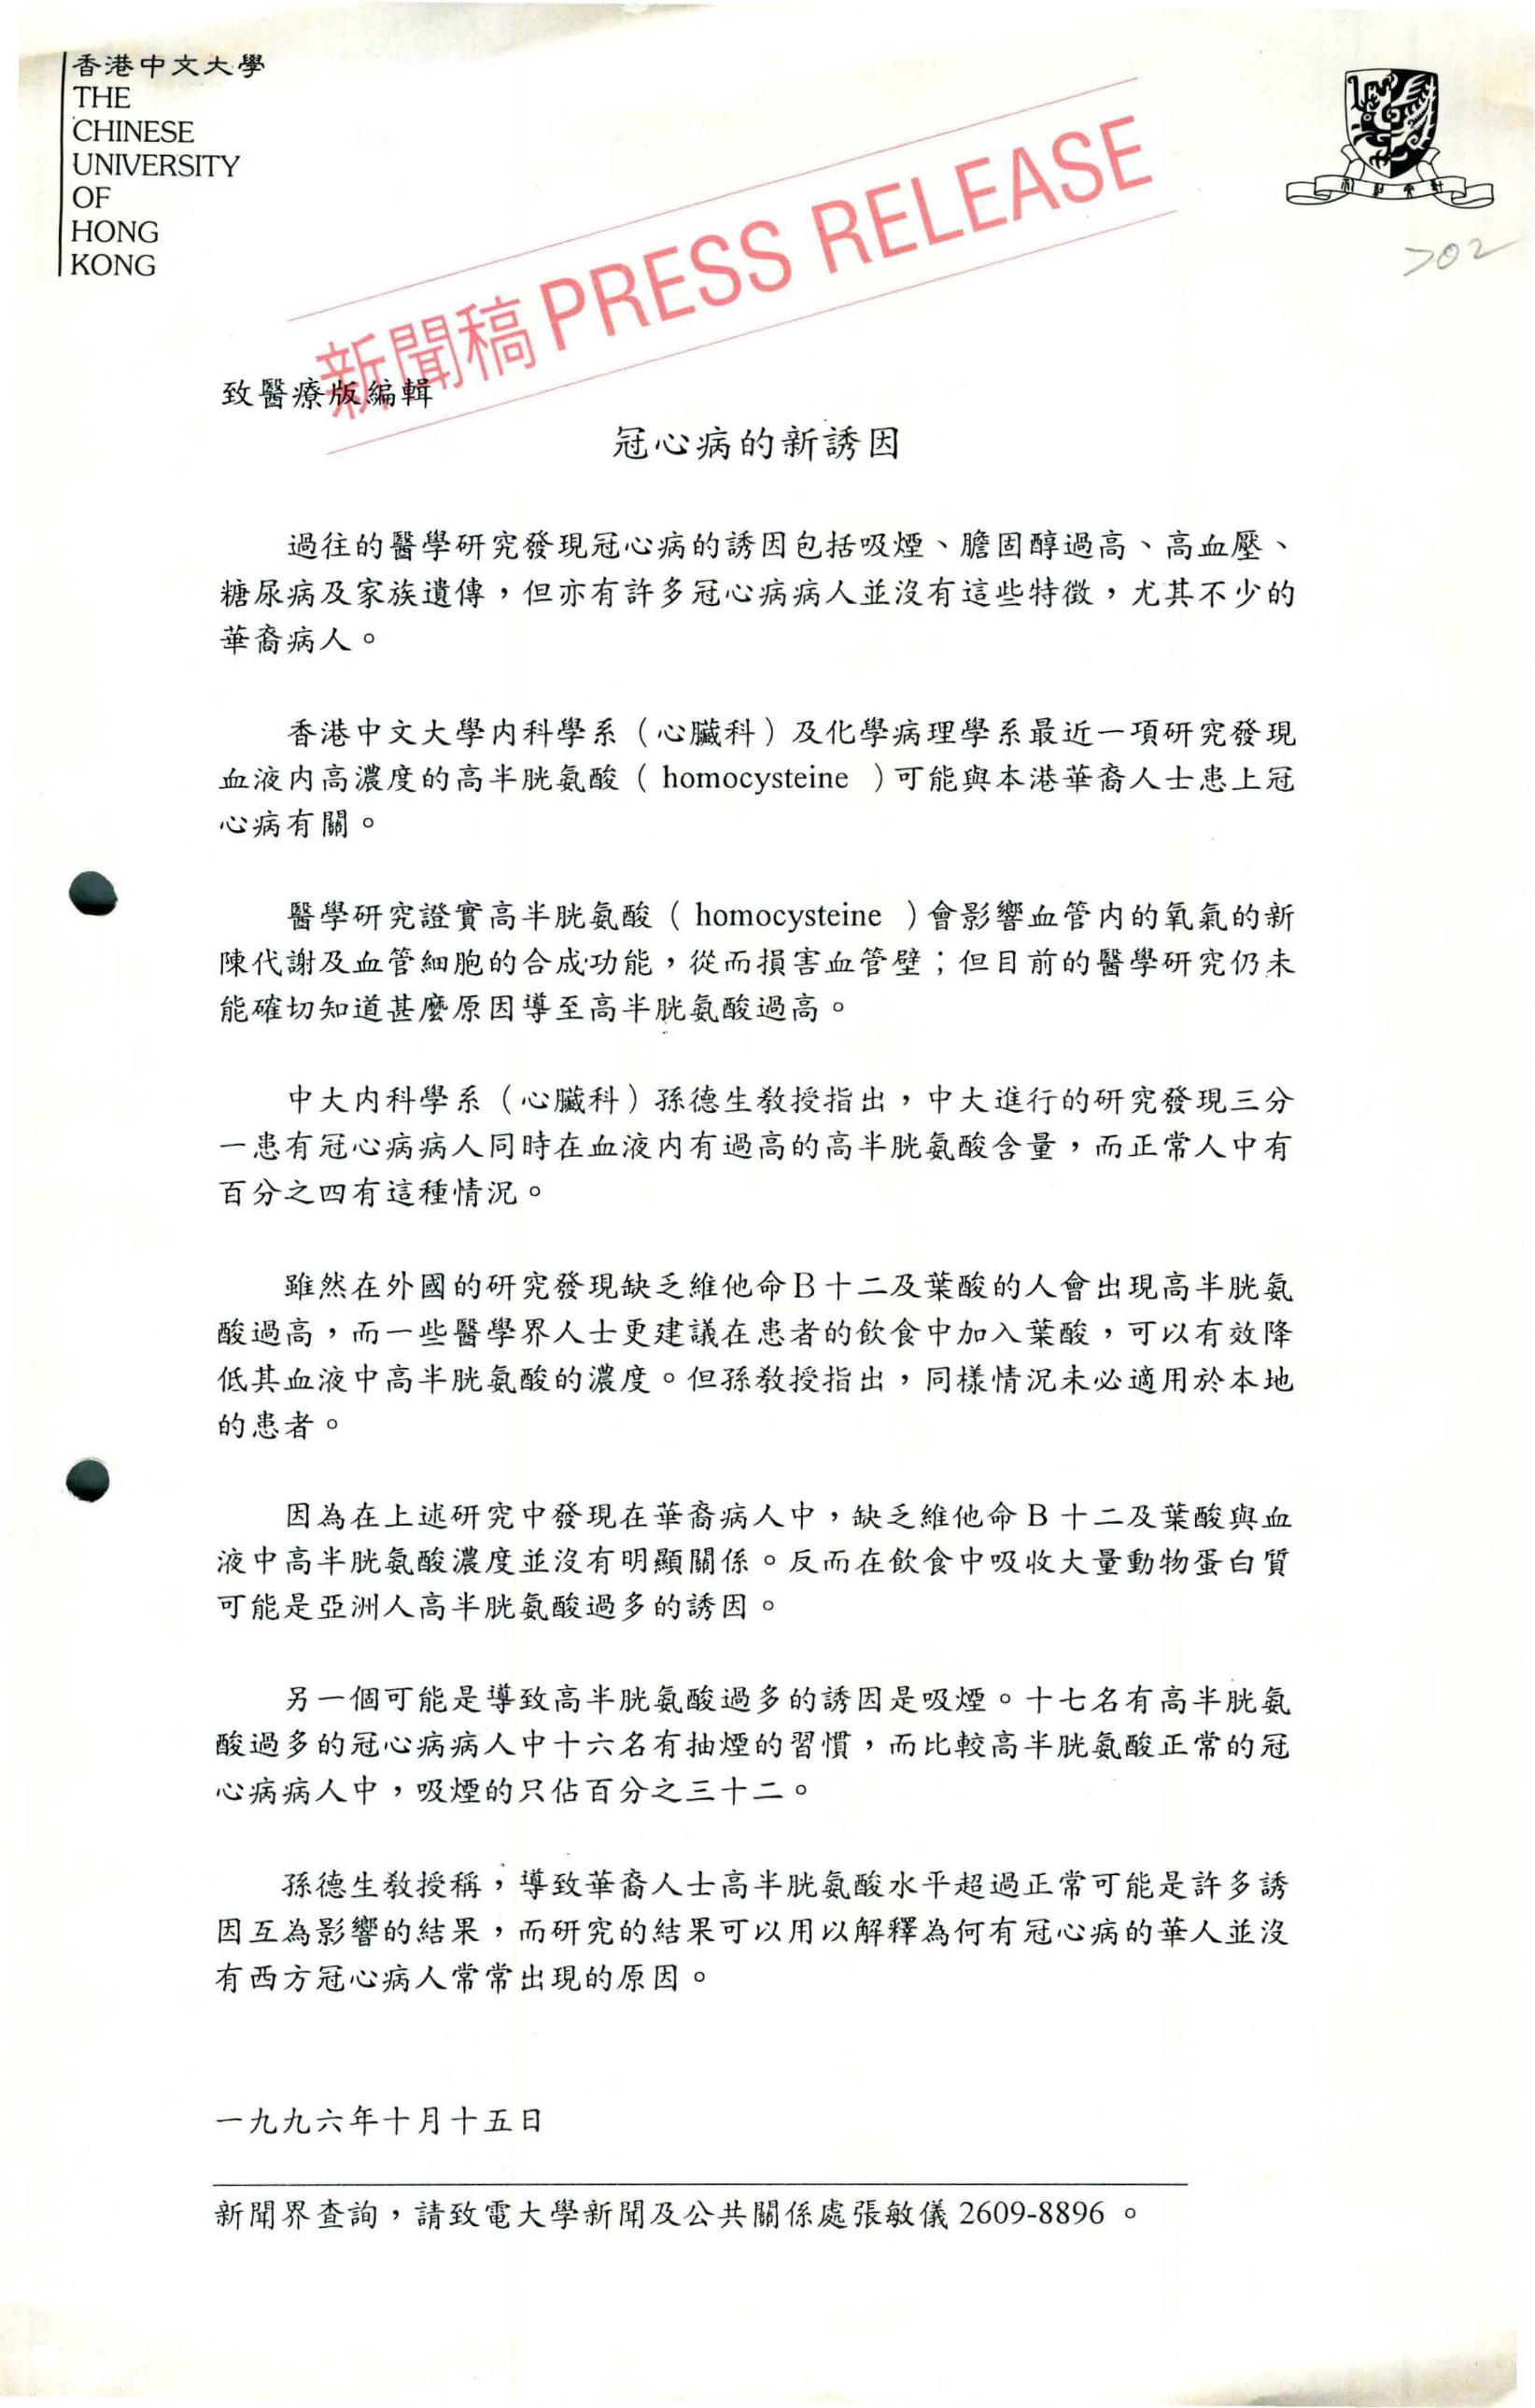 香港中文大學
THE
CHINESE
UNIVERSITY
OF
HONG
KONG
新聞稿 PRESS RELEASE
702
致醫療版編輯
冠心病的新誘因
過往的醫學研究發現冠心病的誘因包括吸煙、膽固醇過高、高血壓、
糖尿病及家族遺傳，但亦有許多冠心病病人並沒有這些特徵，尤其不少的
華裔病人。
香港中文大學內科學系（心臟科）及化學病理學系最近一項研究發現
血液內高濃度的高半胱氨酸（homocysteine ）可能與本港華裔人士患上冠
心病有關。
醫學研究證實高半胱氨酸（homocysteine ）會影響血管內的氧氣的新
陳代謝及血管細胞的合成功能，從而損害血管壁；但目前的醫學研究仍未
能確切知道甚麼原因導至高半胱氨酸過高。
中大內科學系（心臟科）孫德生教授指出，中大進行的研究發現三分
一患有冠心病病人同時在血液內有過高的高半胱氨酸含量，而正常人中有
百分之四有這種情況。
雖然在外國的研究發現缺乏維他命B十二及葉酸的人會出現高半胱氨
酸過高，而一些醫學界人士更建議在患者的飲食中加入葉酸，可以有效降
低其血液中高半胱氨酸的濃度。但孫教授指出，同樣情況未必適用於本地
的患者。
因為在上述研究中發現在華裔病人中，缺乏維他命 B 十二及葉酸與血
液中高半胱氨酸濃度並沒有明顯關係。反而在飲食中吸收大量動物蛋白質
可能是亞洲人高半胱氨酸過多的誘因。
另一個可能是導致高半胱氨酸過多的誘因是吸煙。十七名有高半胱氨
酸過多的冠心病病人中十六名有抽煙的習慣，而比較高半胱氨酸正常的冠
心病病人中，吸煙的只佔百分之三十二。
孫德生教授稱，導致華裔人士高半胱氨酸水平超過正常可能是許多誘
因互為影響的結果，而研究的結果可以用以解釋為何有冠心病的華人並沒
有西方冠心病人常常出現的原因。
一九九六年十月十五日
新聞界查詢，請致電大學新聞及公共關係處張敏儀 2609-8896 。